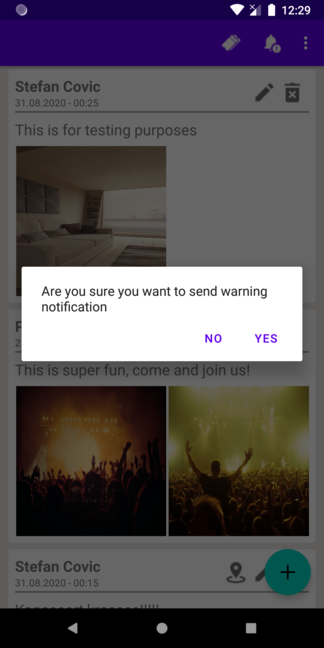 12:29
Stefan Covic
31.08.2020 - 00:25
This is for testing purposes
Are you sure you want to send warning
notification
NO
YES
This is super fun, come and join us!
Stefan Covic
31.08.2020 - 00:15